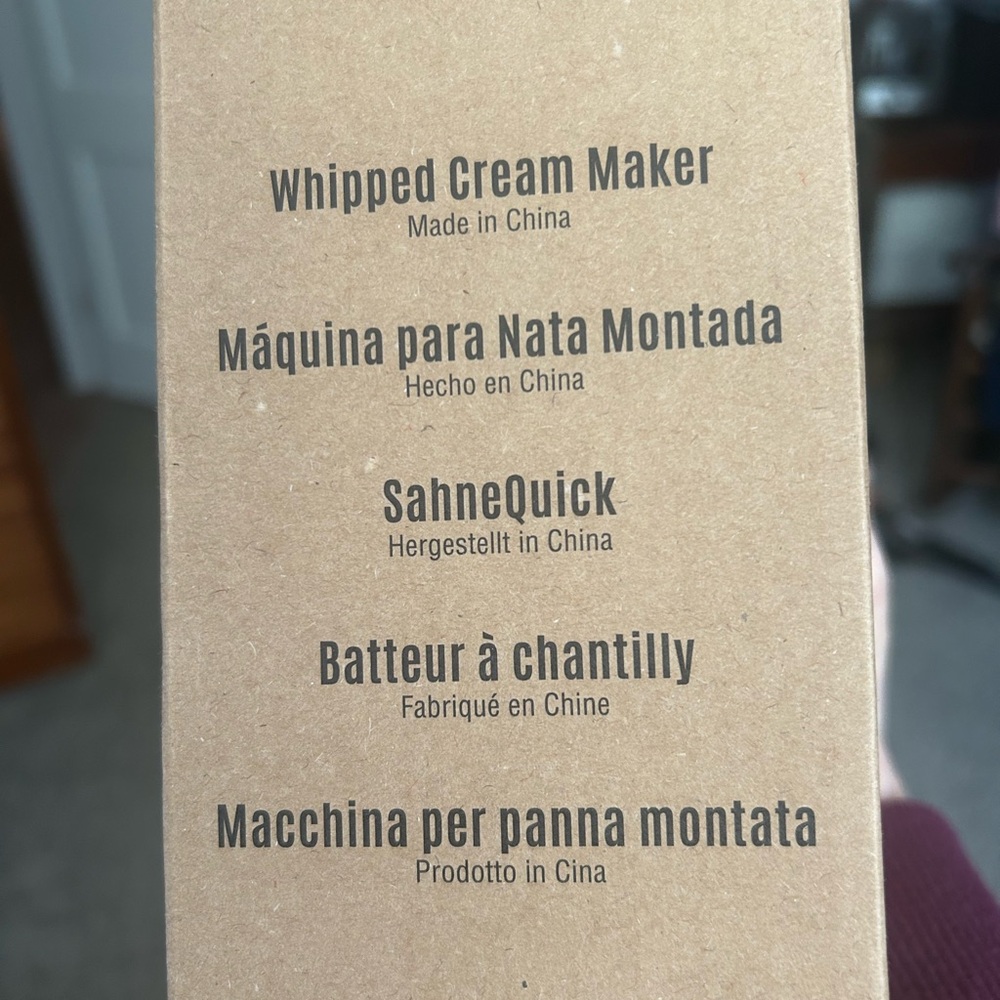 Whipped Cream Maker
Made in China
Máquina para Nata Montada
Hecho en China
SahneQuick
Hergestellt in China
Batteur à chantilly
Fabriqué en Chine
Macchina per panna montata
Prodotto in Cina